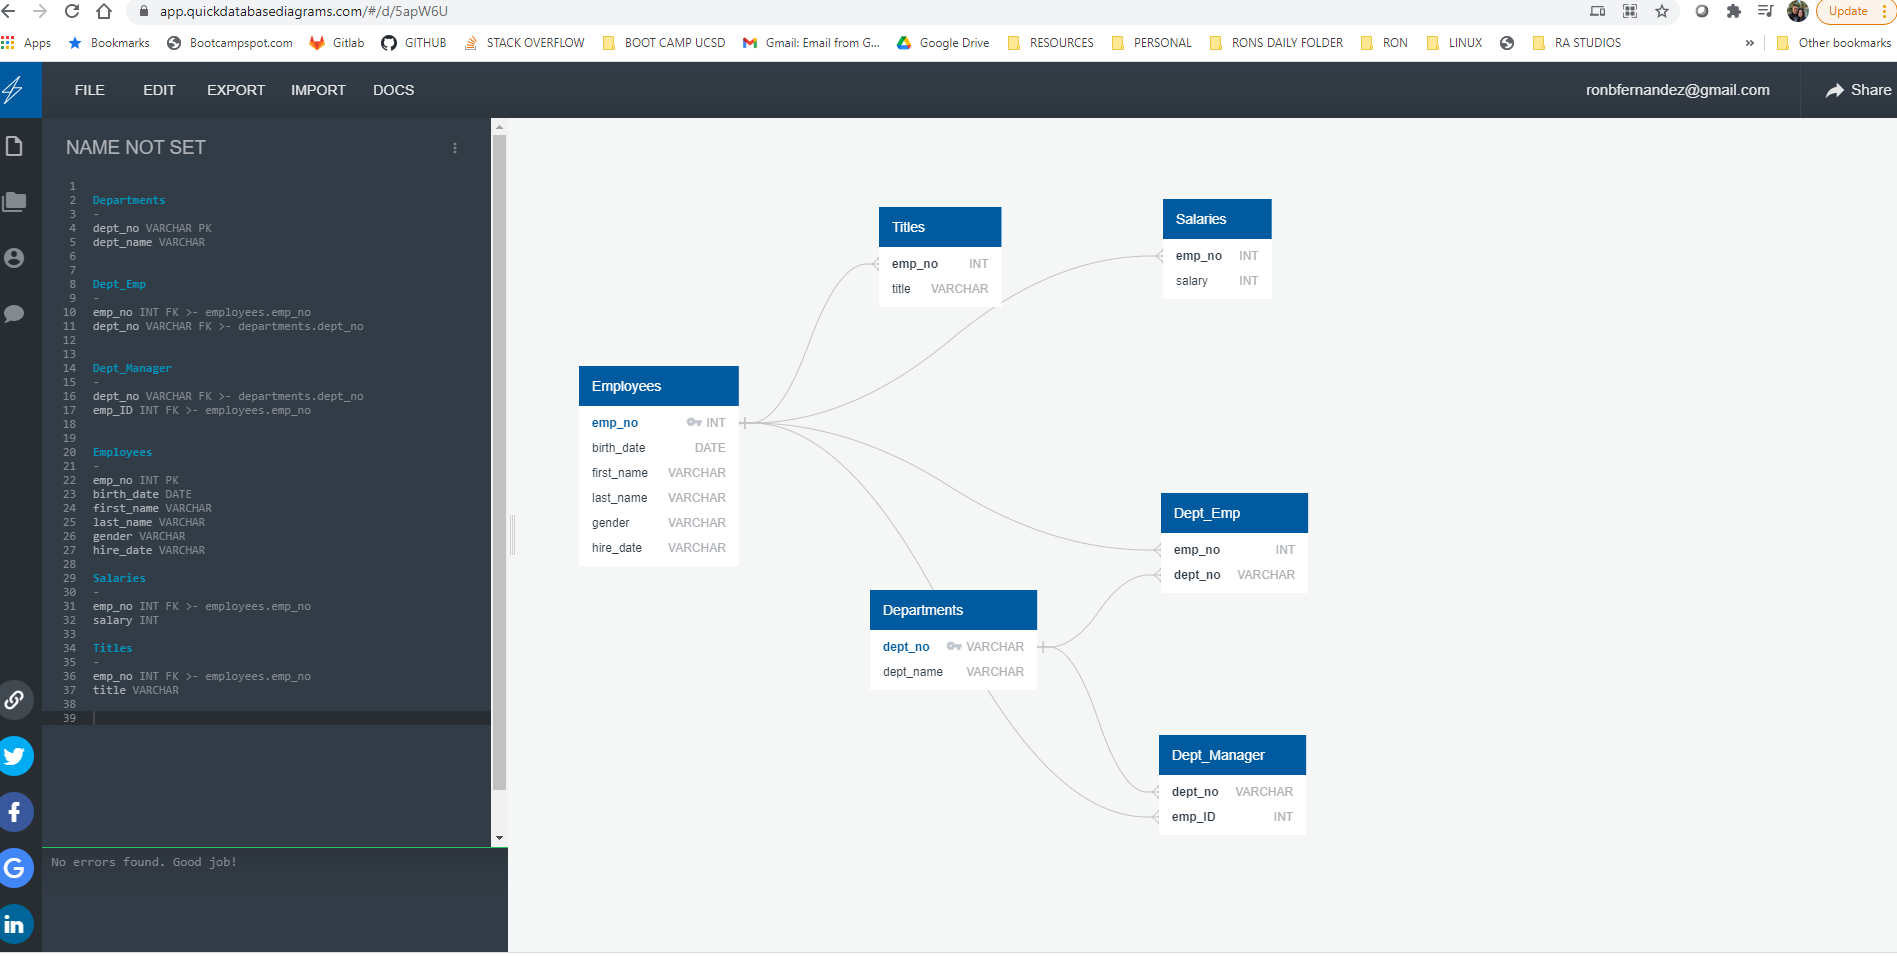 app.quickdatabasediagrams.com/#/d/5apW6U
Update
Apps Bookmarks Bootcampspot.com Gitlab GITHUB STACK OVERFLOW BOOT CAMP UCSD Gmail: Email from G... Google Drive RESOURCES PERSONAL RONS DAILY FOLDER RON LINUX RA STUDIOS » Other bookmarks
FILE EDIT EXPORT IMPORT DOCS ronbfernandez@gmail.com Share
NAME NOT SET
1
2 Departments
3 -
4 dept_no VARCHAR PK
5 dept_name VARCHAR
6
7
8 Dept_Emp
9 -
10 emp_no INT FK >- employees.emp_no
11 dept_no VARCHAR FK >- departments.dept_no
12
13
14 Dept_Manager
15 -
16 dept_no VARCHAR FK >- departments.dept_no
17 emp_ID INT FK >- employees.emp_no
18
19
20 Employees
21 -
22 emp_no INT PK
23 birth_date DATE
24 first_name VARCHAR
25 last_name VARCHAR
26 gender VARCHAR
27 hire_date VARCHAR
28
29 Salaries
30 -
31 emp_no INT FK >- employees.emp_no
32 salary INT
33
34 Titles
35 -
36 emp_no INT FK >- employees.emp_no
37 title VARCHAR
38
39
No errors found. Good job!
Titles
emp_no INT
title VARCHAR
Salaries
emp_no INT
salary INT
Employees
emp_no INT
birth_date DATE
first_name VARCHAR
last_name VARCHAR
gender VARCHAR
hire_date VARCHAR
Dept_Emp
emp_no INT
dept_no VARCHAR
Departments
dept_no VARCHAR
dept_name VARCHAR
Dept_Manager
dept_no VARCHAR
emp_ID INT